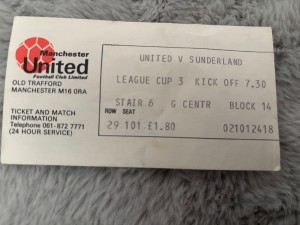 Manchester
United
Football Club Limited
OLD TRAFFORD
MANCHESTER M16 0RA
TICKET AND MATCH
INFORMATION
Telephone 061-872 7771
(24 HOUR SERVICE)
UNITED V SUNDERLAND
LEAGUE CUP 3 KICK OFF 7.30
STAIR 6 G CENTR BLOCK 14
ROW SEAT
29 101 £1.80 021012418